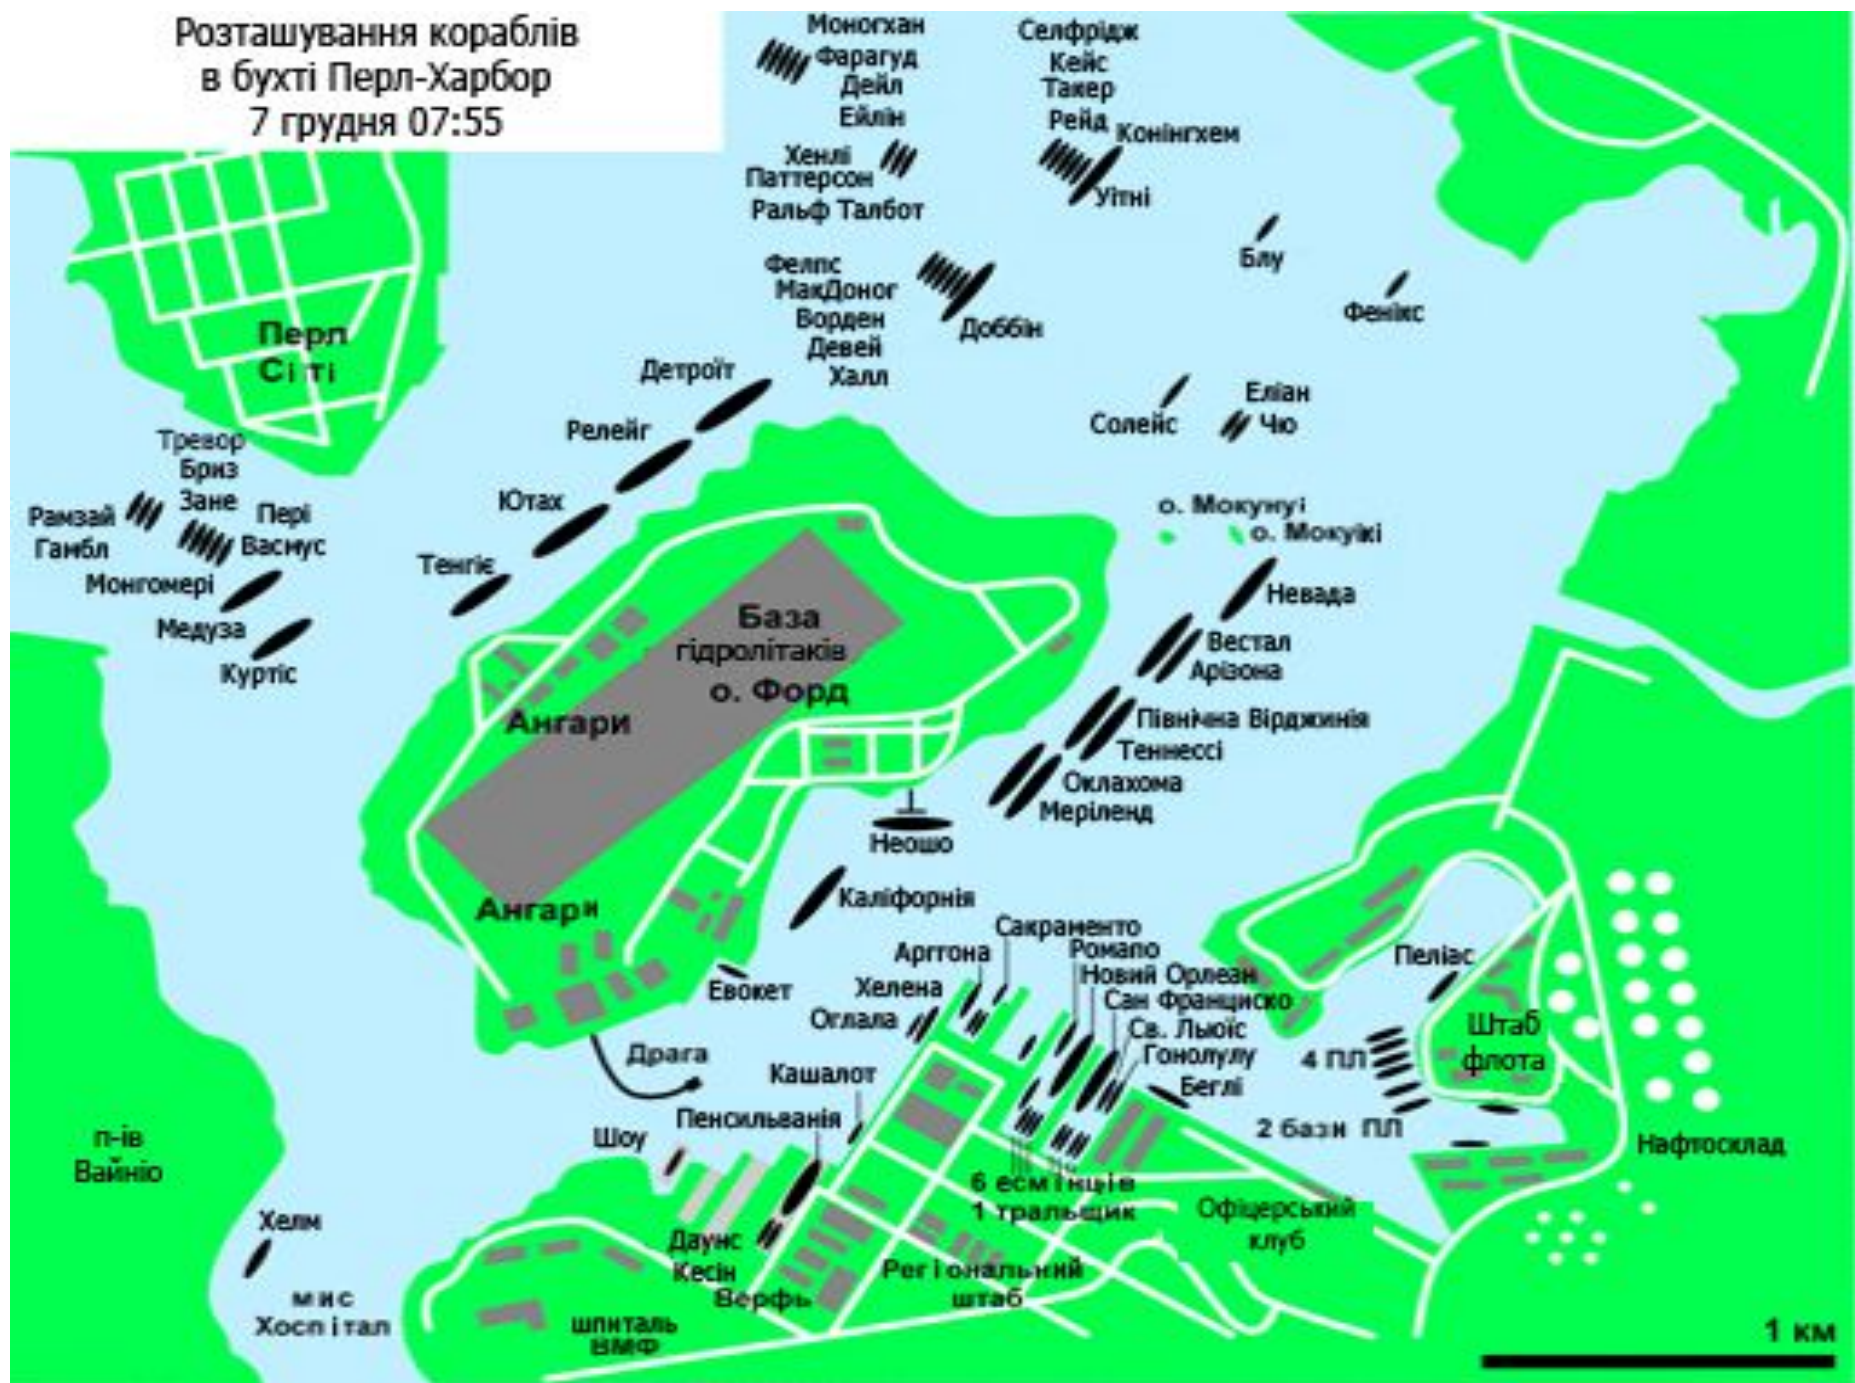 Розташування кораблів
в бухті Перл-Харбор
7 грудня 07:55
Моногхан
Фарагуд
Дейл
Ейлін
Селфрідж
Кейс
Такер
Рейд
Конінгхем
Уітні
Хенлі
Паттерсон
Ральф Талбот
Блу
Фенікс
Фелпс
МакДоног
Ворден
Девей
Халл
Доббін
Перл
Сіті
Детроїт
Релейг
Ютах
Тенгіє
Солейс
Еліан
Чю
Тревор
Бриз
Зане
Пері
Васмус
Рамзай
Гамбл
Монгомері
Медуза
Куртіс
о. Мокунуі
о. Мокуікі
Невада
Вестал
Арізона
Північна Вірджинія
Теннессі
Оклахома
Меріленд
База
гідролітаків
о. Форд
Ангари
Ангари
Неошо
Каліфорнія
Евокет
Драга
Сакраменто
Аргтона
Ромапо
Хелена
Новий Орлеан
Оглала
Сан Франциско
Св. Льюїс
Гонолулу
Беглі
Кашалот
Пенсильванія
Шоу
Пеліас
4 ПЛ
2 бази ПЛ
Штаб
флота
Нафтосклад
п-ів
Вайніо
Хелм
мис
Хоспітал
Даунс
Кесін
Верфь
6 есмінців
1 тральщик
Офіцерський
клуб
Регіональний
штаб
шпиталь
ВМФ
1 км